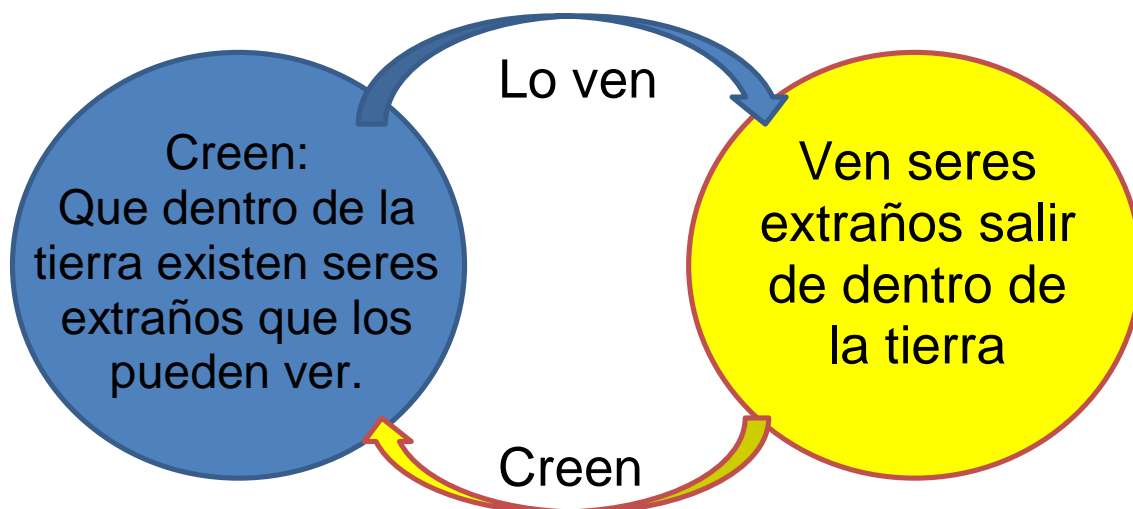 Lo ven
Creen:
Que dentro de la
tierra existen seres
extraños que los
pueden ver.
Ven seres
extraños salir
de dentro de
la tierra
Creen